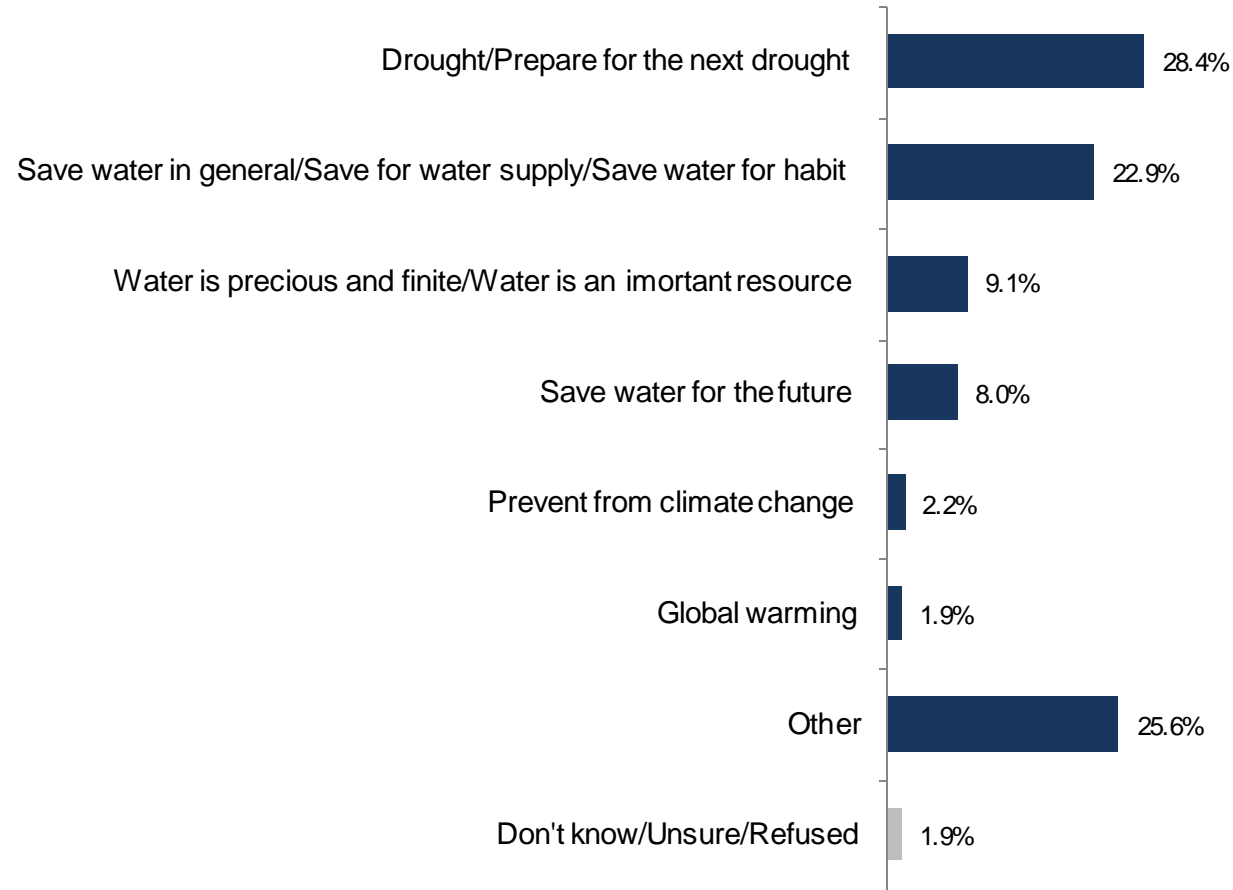 Drought/Prepare for the next drought 28.4%
Save water in general/Save for water supply/Save water for habit 22.9%
Water is precious and finite/Water is an imortant resource 9.1%
Save water for the future 8.0%
Prevent from climate change 2.2%
Global warming 1.9%
Other 25.6%
Don't know/Unsure/Refused 1.9%